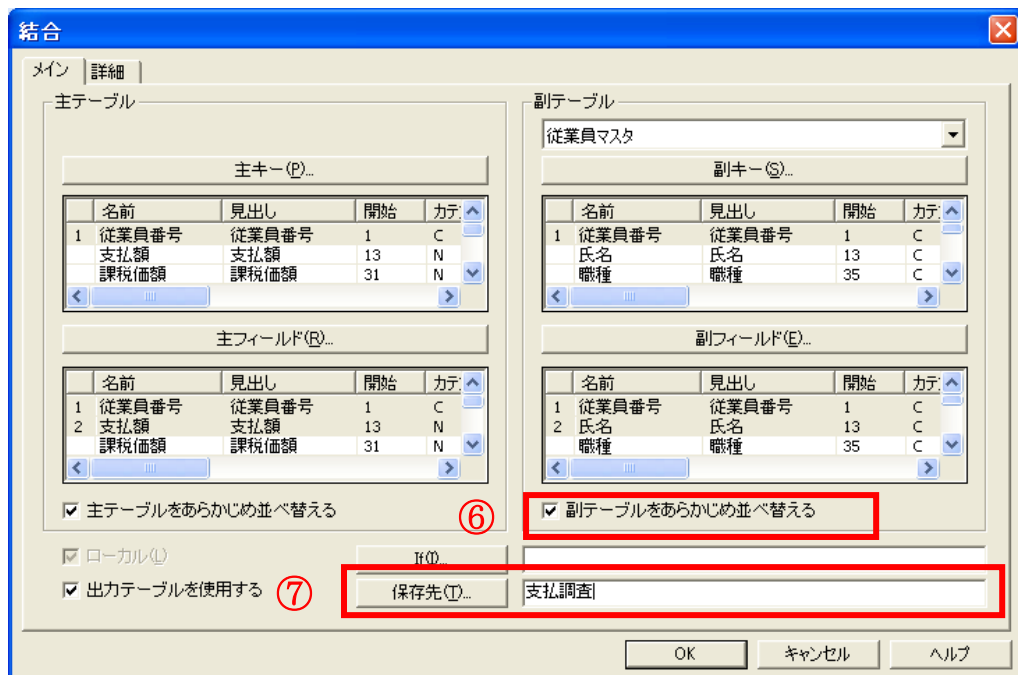 結合
メイン 詳細
主テーブル
主キー(P)...
名前 見出し 開始 カテ:
1 従業員番号 従業員番号 1 C
支払額 支払額 13 N
課税価額 課税価額 31 N
主フィールド(R)...
名前 見出し 開始 カテ:
1 従業員番号 従業員番号 1 C
2 支払額 支払額 13 N
課税価額 課税価額 31 N
主テーブルをあらかじめ並べ替える
副テーブル
従業員マスタ
副キー(S)...
名前 見出し 開始 カテ:
1 従業員番号 従業員番号 1 C
氏名 氏名 13 C
職種 職種 35 C
副フィールド(E)...
名前 見出し 開始 カテ:
1 従業員番号 従業員番号 1 C
2 氏名 氏名 13 C
職種 職種 35 C
⑥ 副テーブルをあらかじめ並べ替える
ローカル(L) If(I)...
出力テーブルを使用する ⑦ 保存先(T)... 支払調査
OK キャンセル ヘルプ